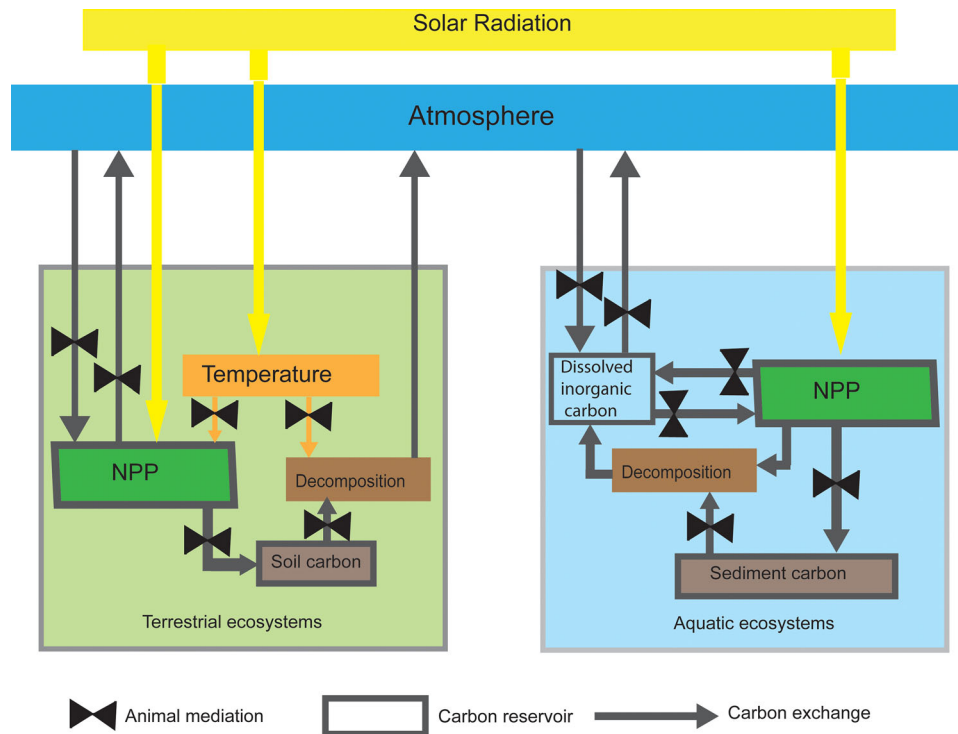 Solar Radiation
Atmosphere
Temperature
NPP
Decomposition
Soil carbon
Terrestrial ecosystems
Dissolved
inorganic
carbon
NPP
Decomposition
Sediment carbon
Aquatic ecosystems
Animal mediation
Carbon reservoir
Carbon exchange